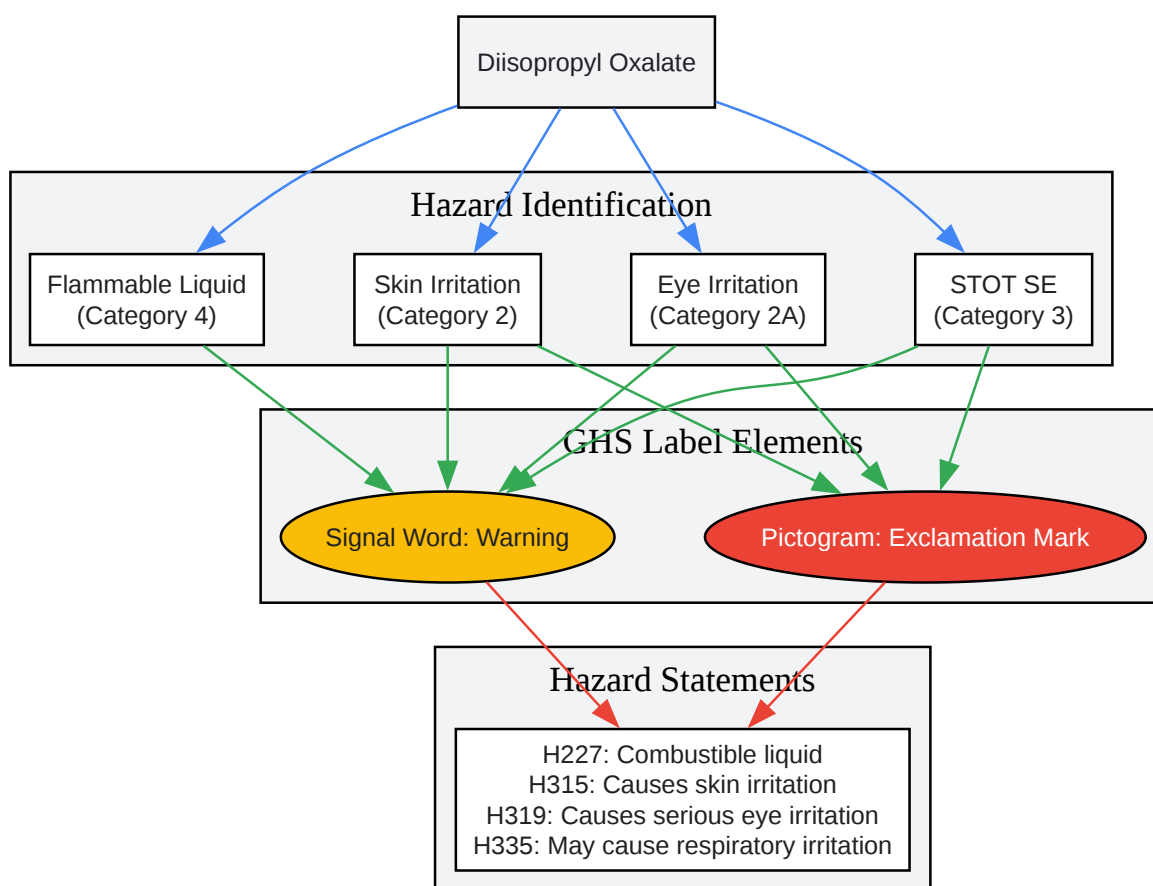 Diisopropyl Oxalate
Hazard Identification
Flammable Liquid
(Category 4)
Skin Irritation
(Category 2)
Eye Irritation
(Category 2A)
STOT SE
(Category 3)
GHS Label Elements
Signal Word: Warning
Pictogram: Exclamation Mark
Hazard Statements
H227: Combustible liquid
H315: Causes skin irritation
H319: Causes serious eye irritation
H335: May cause respiratory irritation